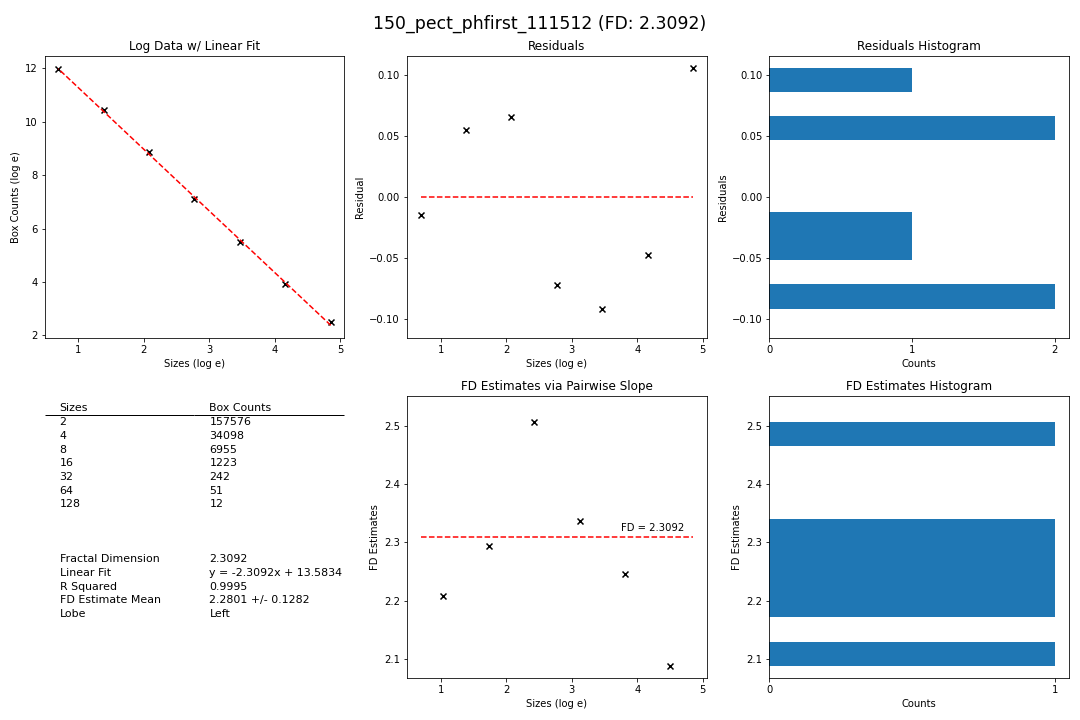 150_pect_phfirst_111512 (FD: 2.3092)
Log Data w/ Linear Fit
12
10
8
6
4
2
Box Counts (log e)
1 2 3 4 5
Sizes (log e)
Residuals
0.10
0.05
0.00
−0.05
−0.10
Residual
1 2 3 4 5
Sizes (log e)
Residuals Histogram
0.10
0.05
0.00
−0.05
−0.10
Residuals
0 1 2
Counts
Sizes Box Counts
2 157576
4 34098
8 6955
16 1223
32 242
64 51
128 12
Fractal Dimension 2.3092
Linear Fit y = -2.3092x + 13.5834
R Squared 0.9995
FD Estimate Mean 2.2801 +/- 0.1282
Lobe Left
FD Estimates via Pairwise Slope
2.5
2.4
2.3
2.2
2.1
FD Estimates
FD = 2.3092
1 2 3 4 5
Sizes (log e)
FD Estimates Histogram
2.5
2.4
2.3
2.2
2.1
FD Estimates
0 1
Counts